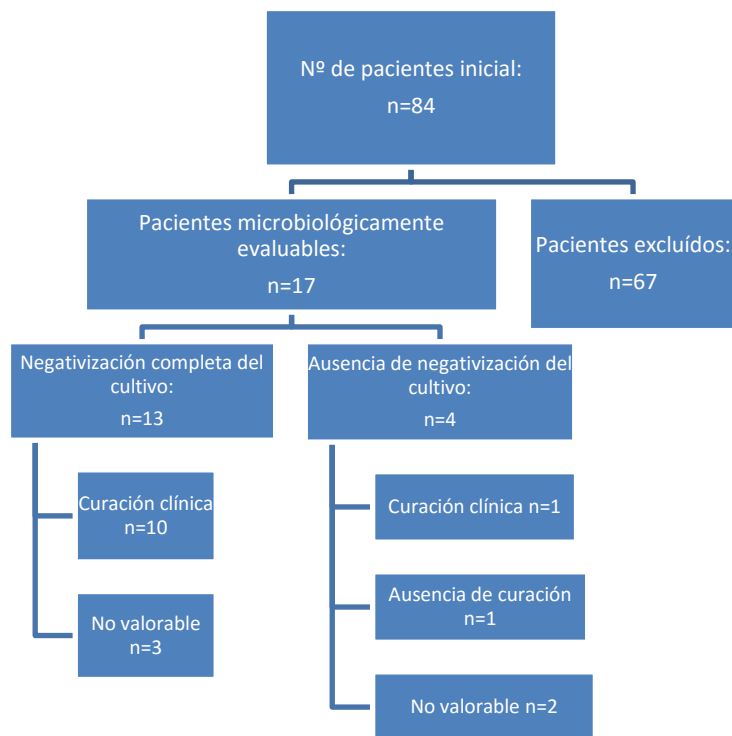 Nº de pacientes inicial:
n=84
Pacientes microbiológicamente
evaluables:
n=17
Pacientes excluídos:
n=67
Negativización completa del
cultivo:
n=13
Ausencia de negativización del
cultivo:
n=4
Curación clínica
n=10
No valorable
n=3
Curación clínica n=1
Ausencia de curación
n=1
No valorable n=2